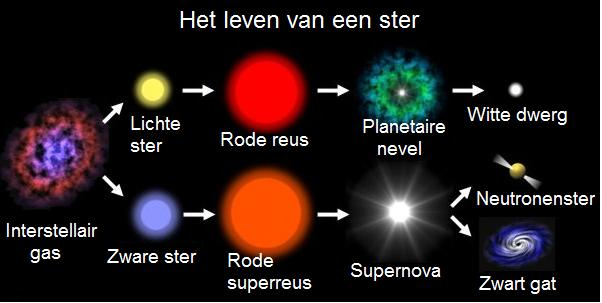 Het leven van een ster
Lichte
ster
Rode reus
Planetaire
nevel
Witte dwerg
Interstellair
gas
Zware ster
Rode
superreus
Supernova
Neutronenster
Zwart gat